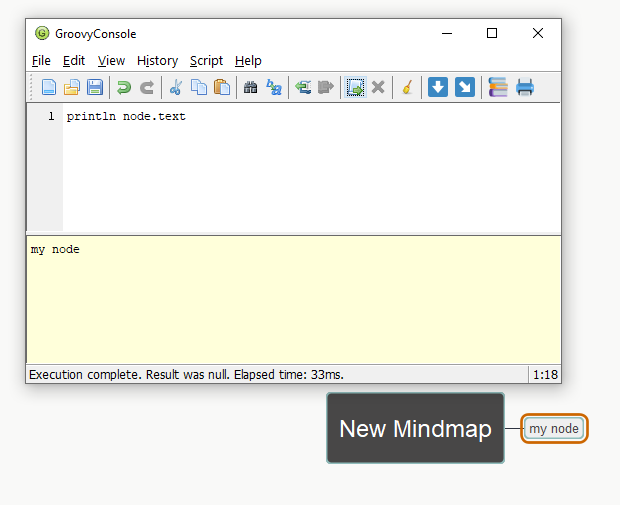 GroovyConsole
File Edit View History Script Help
1 println node.text
my node
Execution complete. Result was null. Elapsed time: 33ms. 1:18
New Mindmap my node